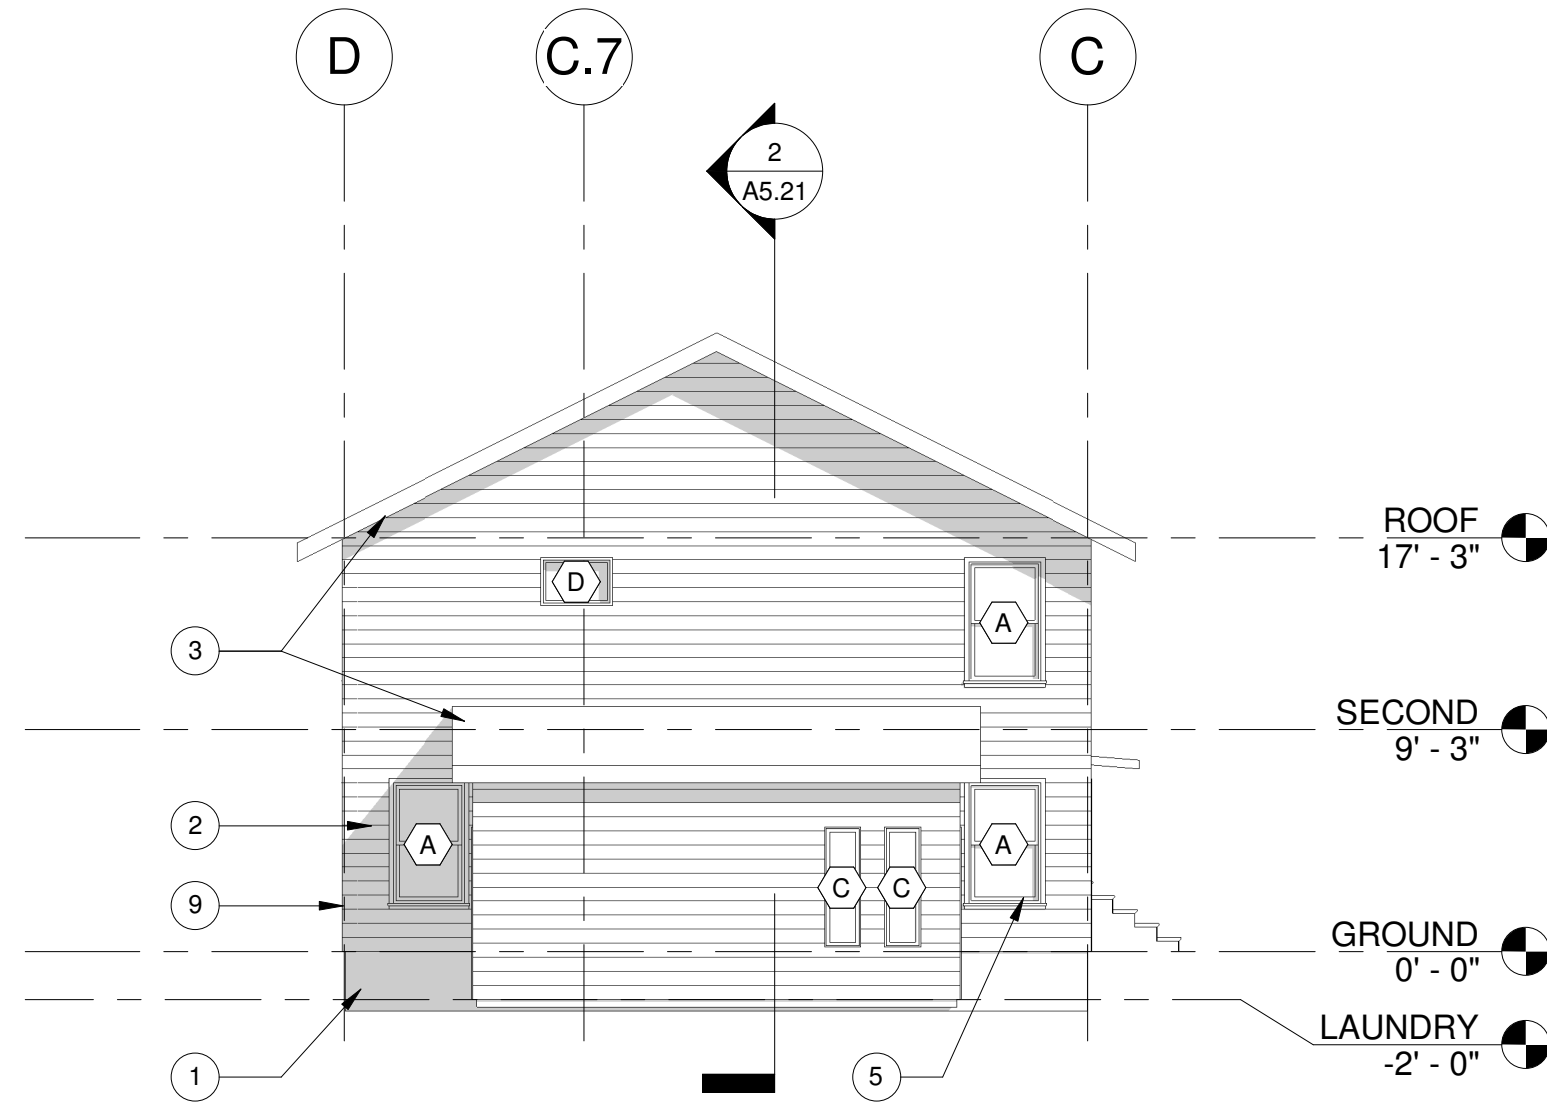 D
C.7
C
2
A5.21
ROOF
17' - 3"
D
A
3
SECOND
9' - 3"
2
A
A
C
C
9
GROUND
0' - 0"
LAUNDRY
-2' - 0"
1
5